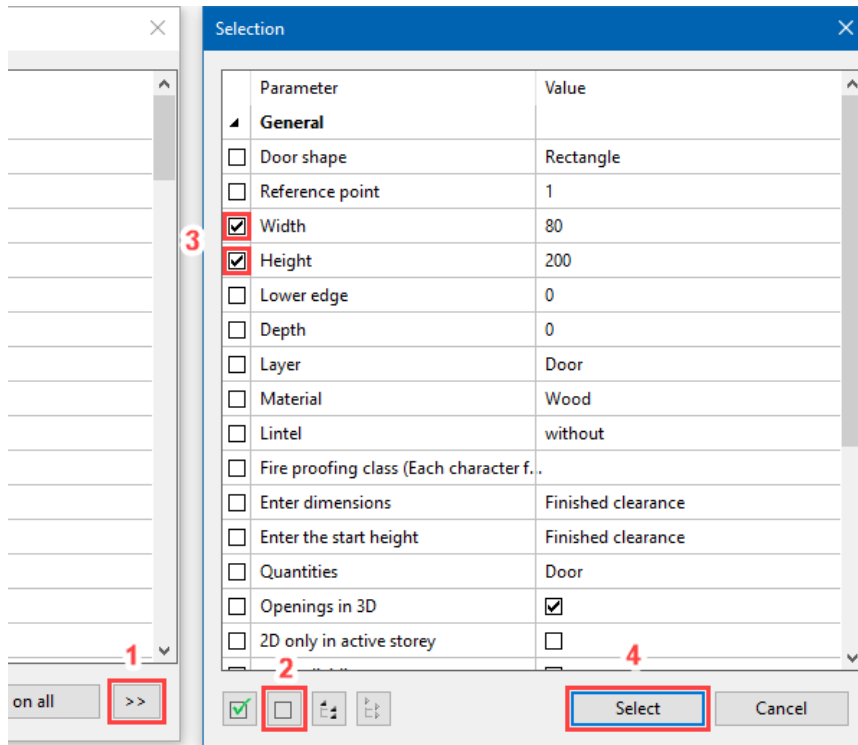 Selection
Parameter Value
General
Door shape Rectangle
Reference point 1
Width 80
3
Height 200
Lower edge 0
Depth 0
Layer Door
Material Wood
Lintel without
Fire proofing class (Each character f...
Enter dimensions Finished clearance
Enter the start height Finished clearance
Quantities Door
Openings in 3D
2D only in active storey
1
2
4
on all >>
Select Cancel